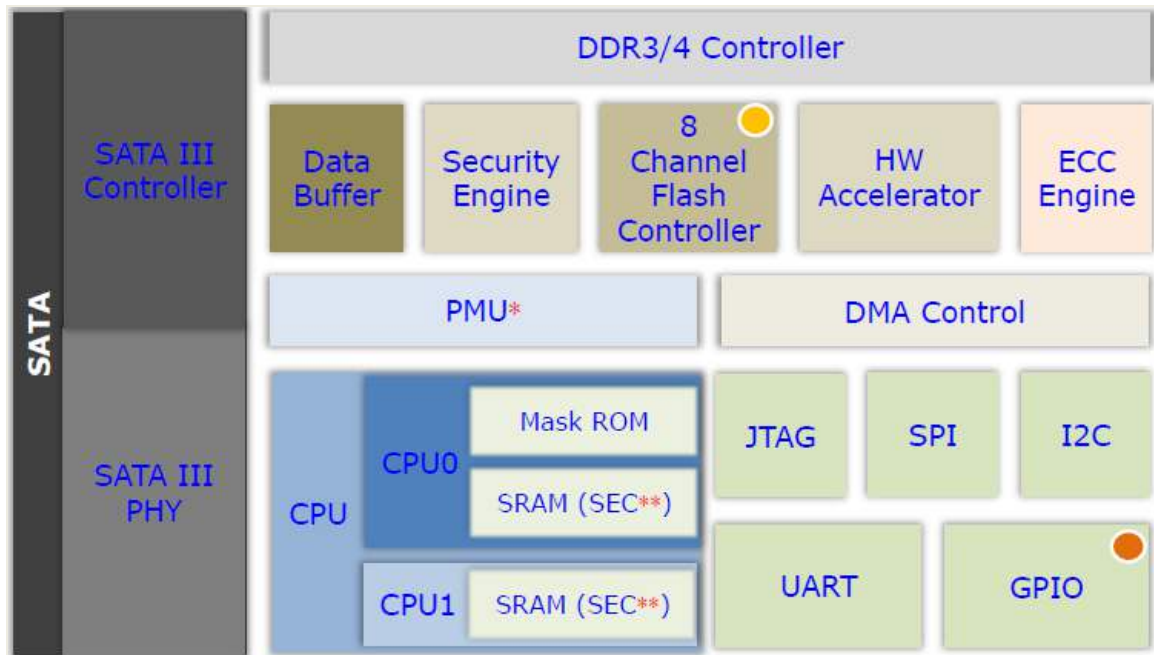 SATA
SATA III
Controller
SATA III
PHY
DDR3/4 Controller
Data
Buffer
Security
Engine
8
Channel
Flash
Controller
HW
Accelerator
ECC
Engine
PMU*
DMA Control
CPU
CPU0
Mask ROM
SRAM (SEC**)
CPU1
SRAM (SEC**)
JTAG
SPI
I2C
UART
GPIO